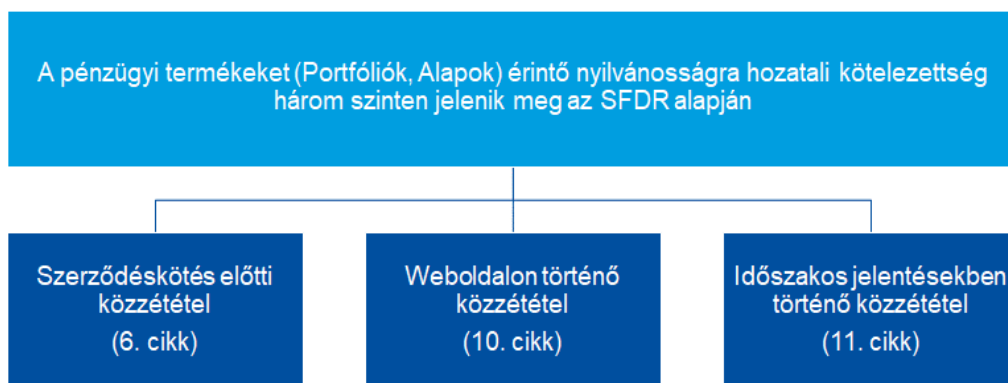 A pénzügyi termékeket (Portfóliók, Alapok) érintő nyilvánosságra hozatali kötelezettség
három szinten jelenik meg az SFDR alapján
Szerződéskötés előtti
közzététel
(6. cikk)
Weboldalon történő
közzététel
(10. cikk)
Időszakos jelentésekben
történő közzététel
(11. cikk)